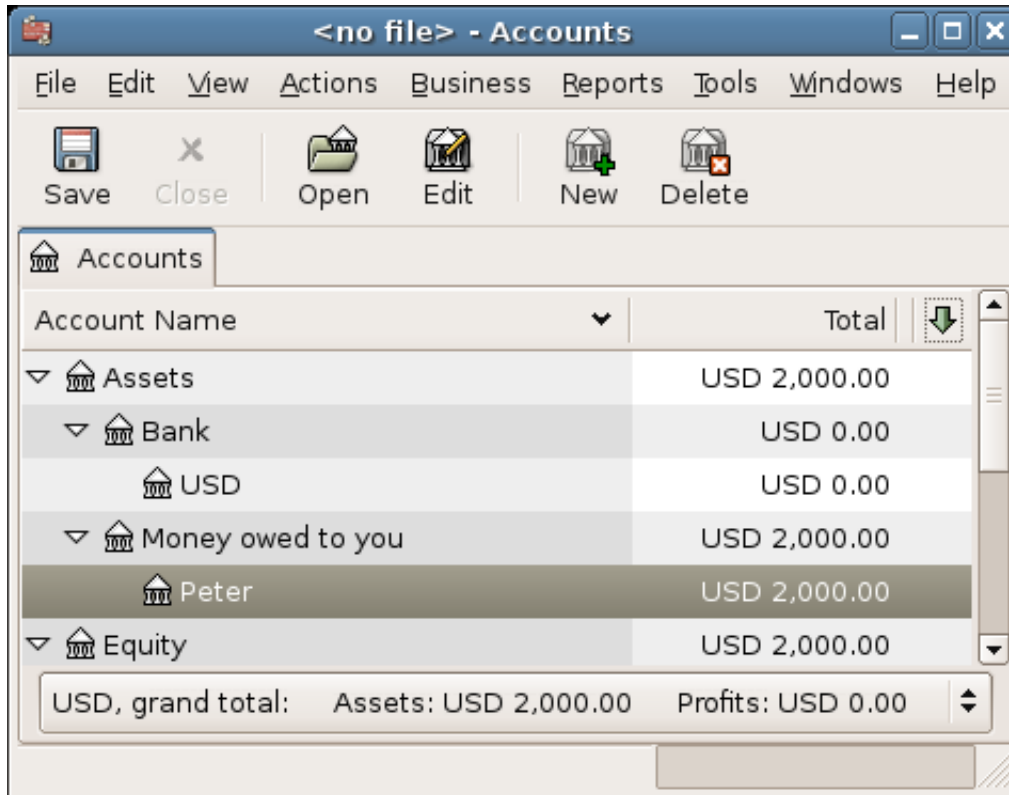 <no file> - Accounts
File Edit View Actions Business Reports Tools Windows Help
Save Close Open Edit New Delete
Accounts
Account Name Total
Assets USD 2,000.00
Bank USD 0.00
USD USD 0.00
Money owed to you USD 2,000.00
Peter USD 2,000.00
Equity USD 2,000.00
USD, grand total: Assets: USD 2,000.00 Profits: USD 0.00